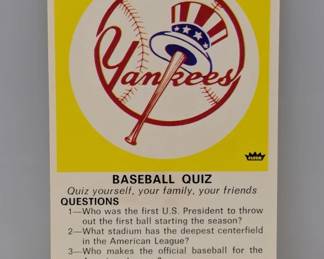 Yankees
FLEER
BASEBALL QUIZ
Quiz yourself, your family, your friends
QUESTIONS
1—Who was the first U.S. President to throw
out the first ball starting the season?
2—What stadium has the deepest centerfield
in the American League?
3—Who makes the official baseball for the